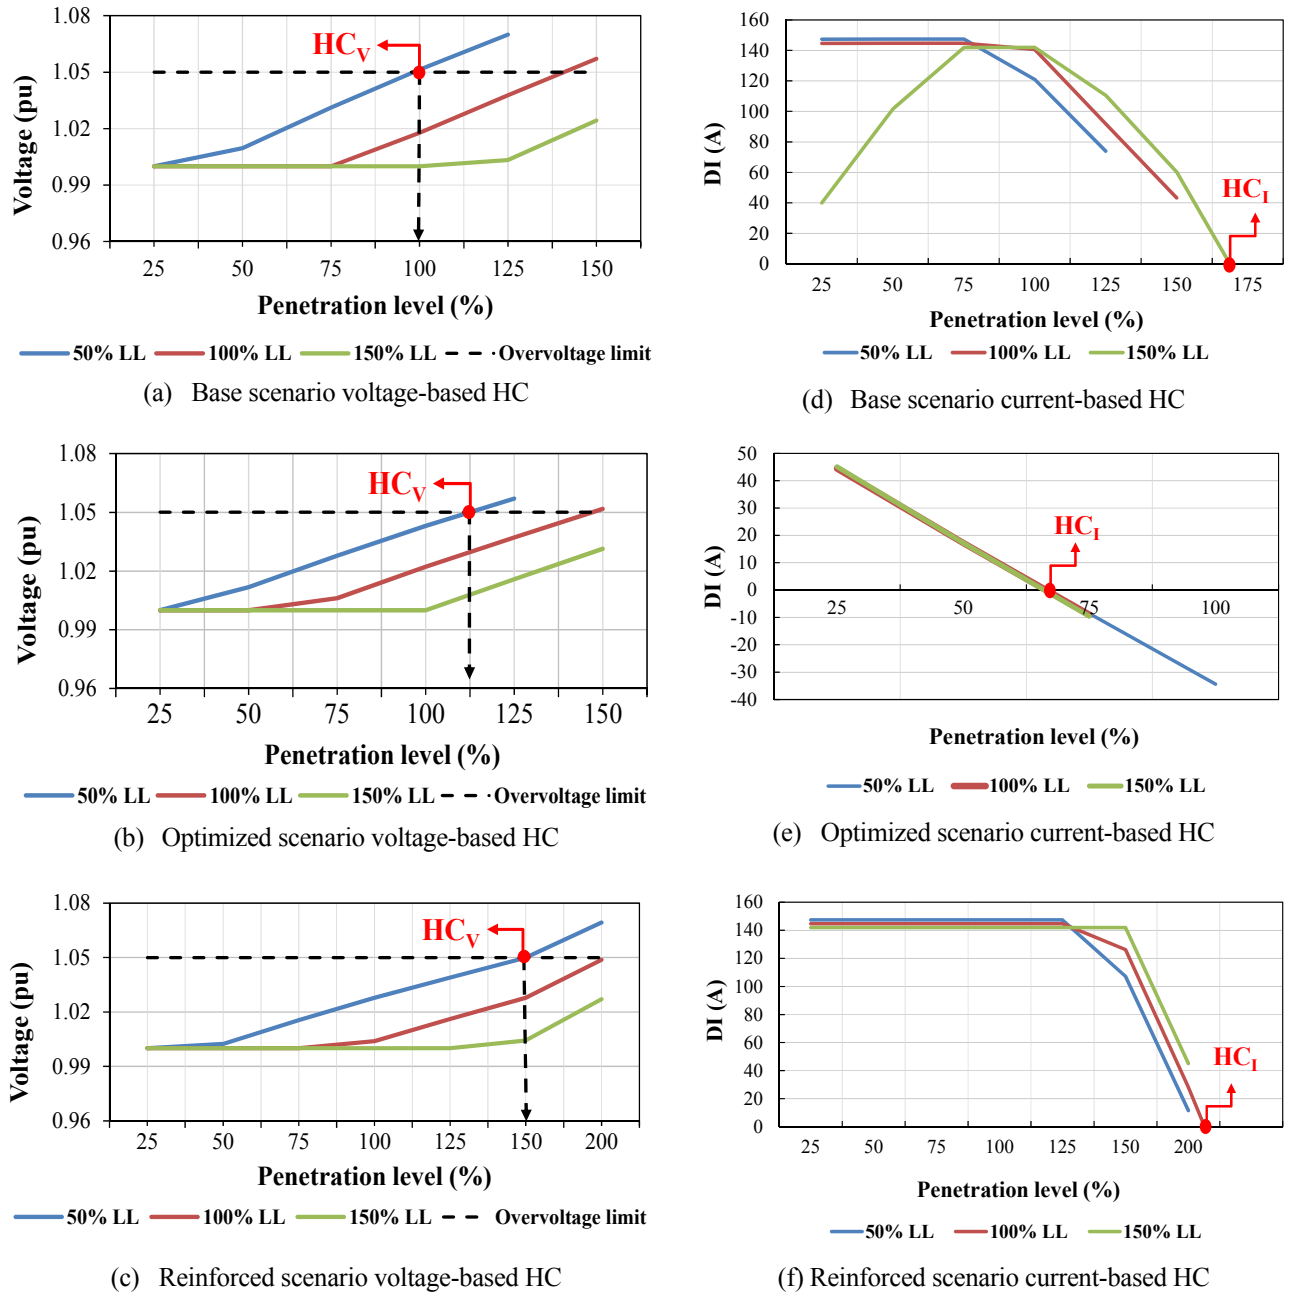 1.08
1.05
1.02
0.99
0.96
Voltage (pu)
HCV
25 50 75 100 125 150
Penetration level (%)
50% LL 100% LL 150% LL Overvoltage limit
(a) Base scenario voltage-based HC
160
140
120
100
80
60
40
20
0
DI (A)
HCI
25 50 75 100 125 150 175
Penetration level (%)
50% LL 100% LL 150% LL
(d) Base scenario current-based HC
1.08
1.05
1.02
0.99
0.96
Voltage (pu)
HCV
25 50 75 100 125 150
Penetration level (%)
50% LL 100% LL 150% LL Overvoltage limit
(b) Optimized scenario voltage-based HC
50
40
30
20
10
0
-10
-20
-30
-40
DI (A)
HCI
25 50 75 100
Penetration level (%)
50% LL 100% LL 150% LL
(e) Optimized scenario current-based HC
1.08
1.05
1.02
0.99
0.96
Voltage (pu)
HCV
25 50 75 100 125 150 200
Penetration level (%)
50% LL 100% LL 150% LL Overvoltage limit
(c) Reinforced scenario voltage-based HC
160
140
120
100
80
60
40
20
0
DI (A)
HCI
25 50 75 100 125 150 200
Penetration level (%)
50% LL 100% LL 150% LL
(f) Reinforced scenario current-based HC